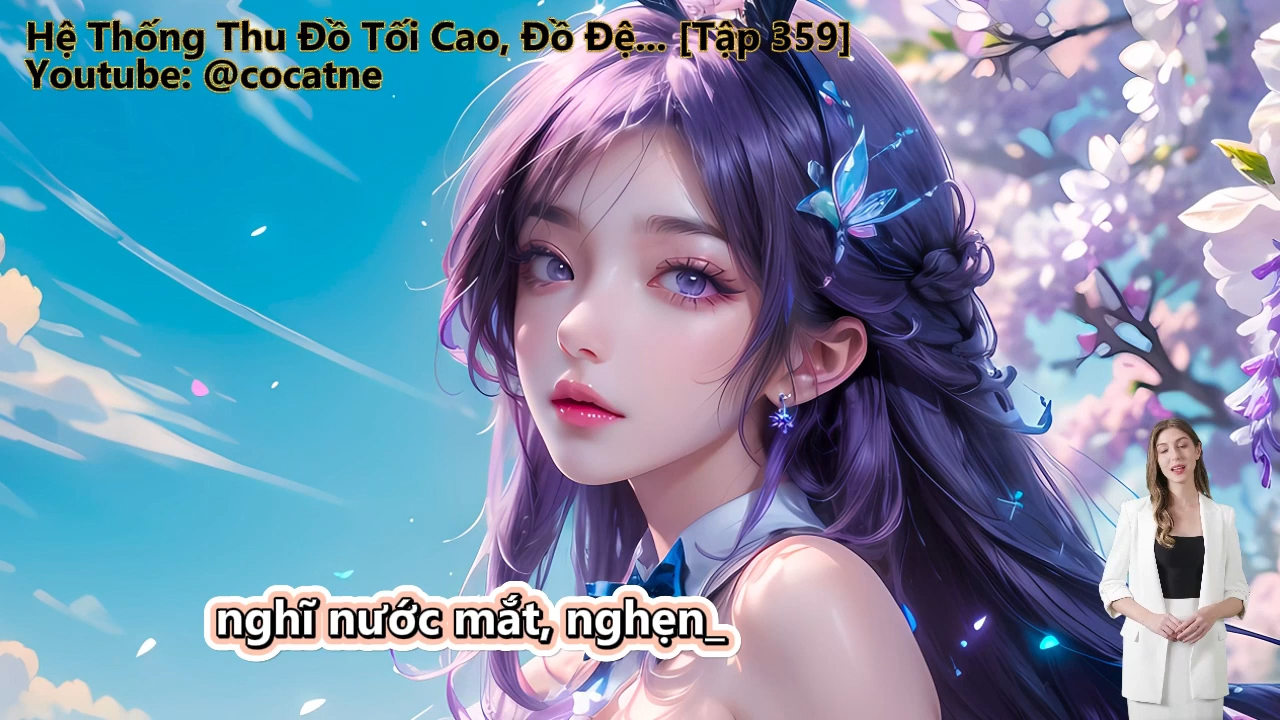 Hệ Thống Thu Đồ Tối Cao, Đồ Đệ... [Tập 359]
Youtube: @cocatne
nghĩ nước mắt, nghẹn_